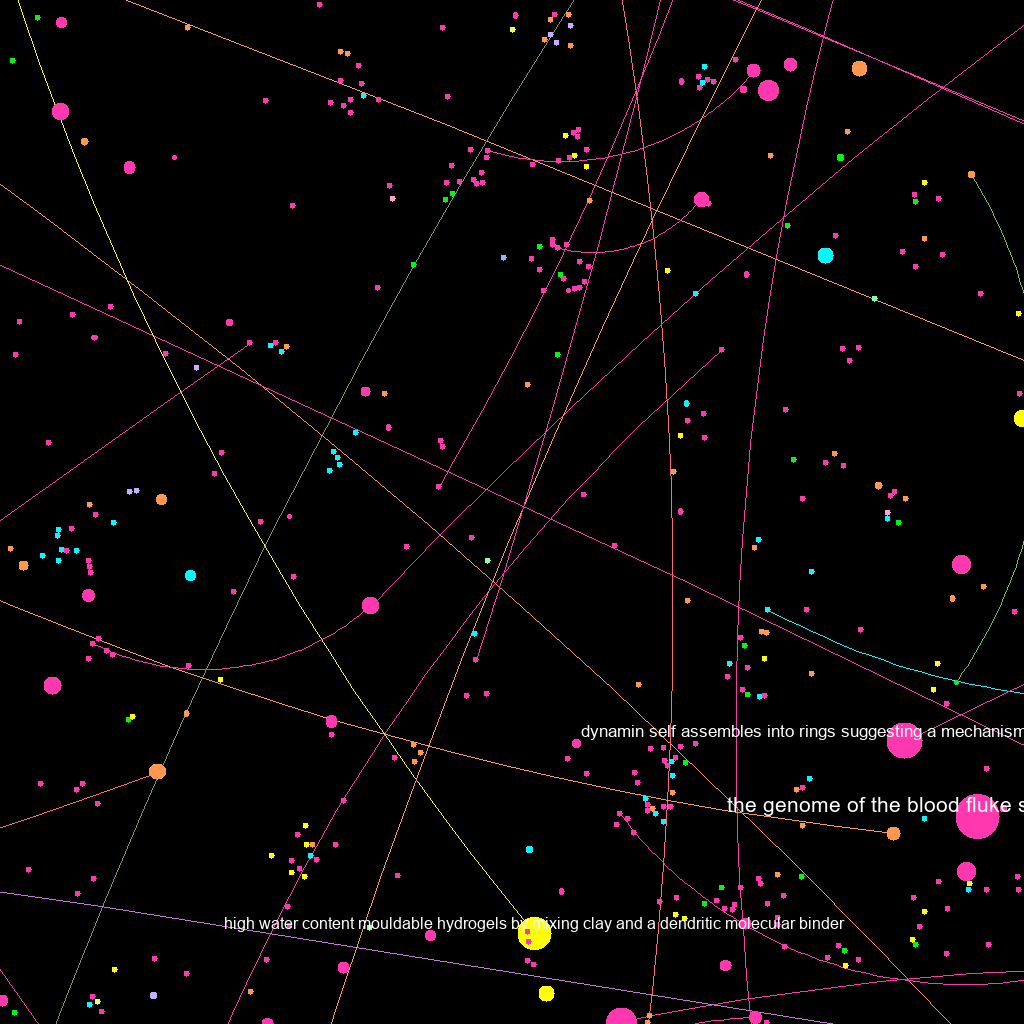 dynamin self assembles into rings suggesting a mechanism
the genome of the blood fluke s
high water content mouldable hydrogels by mixing clay and a dendritic molecular binder